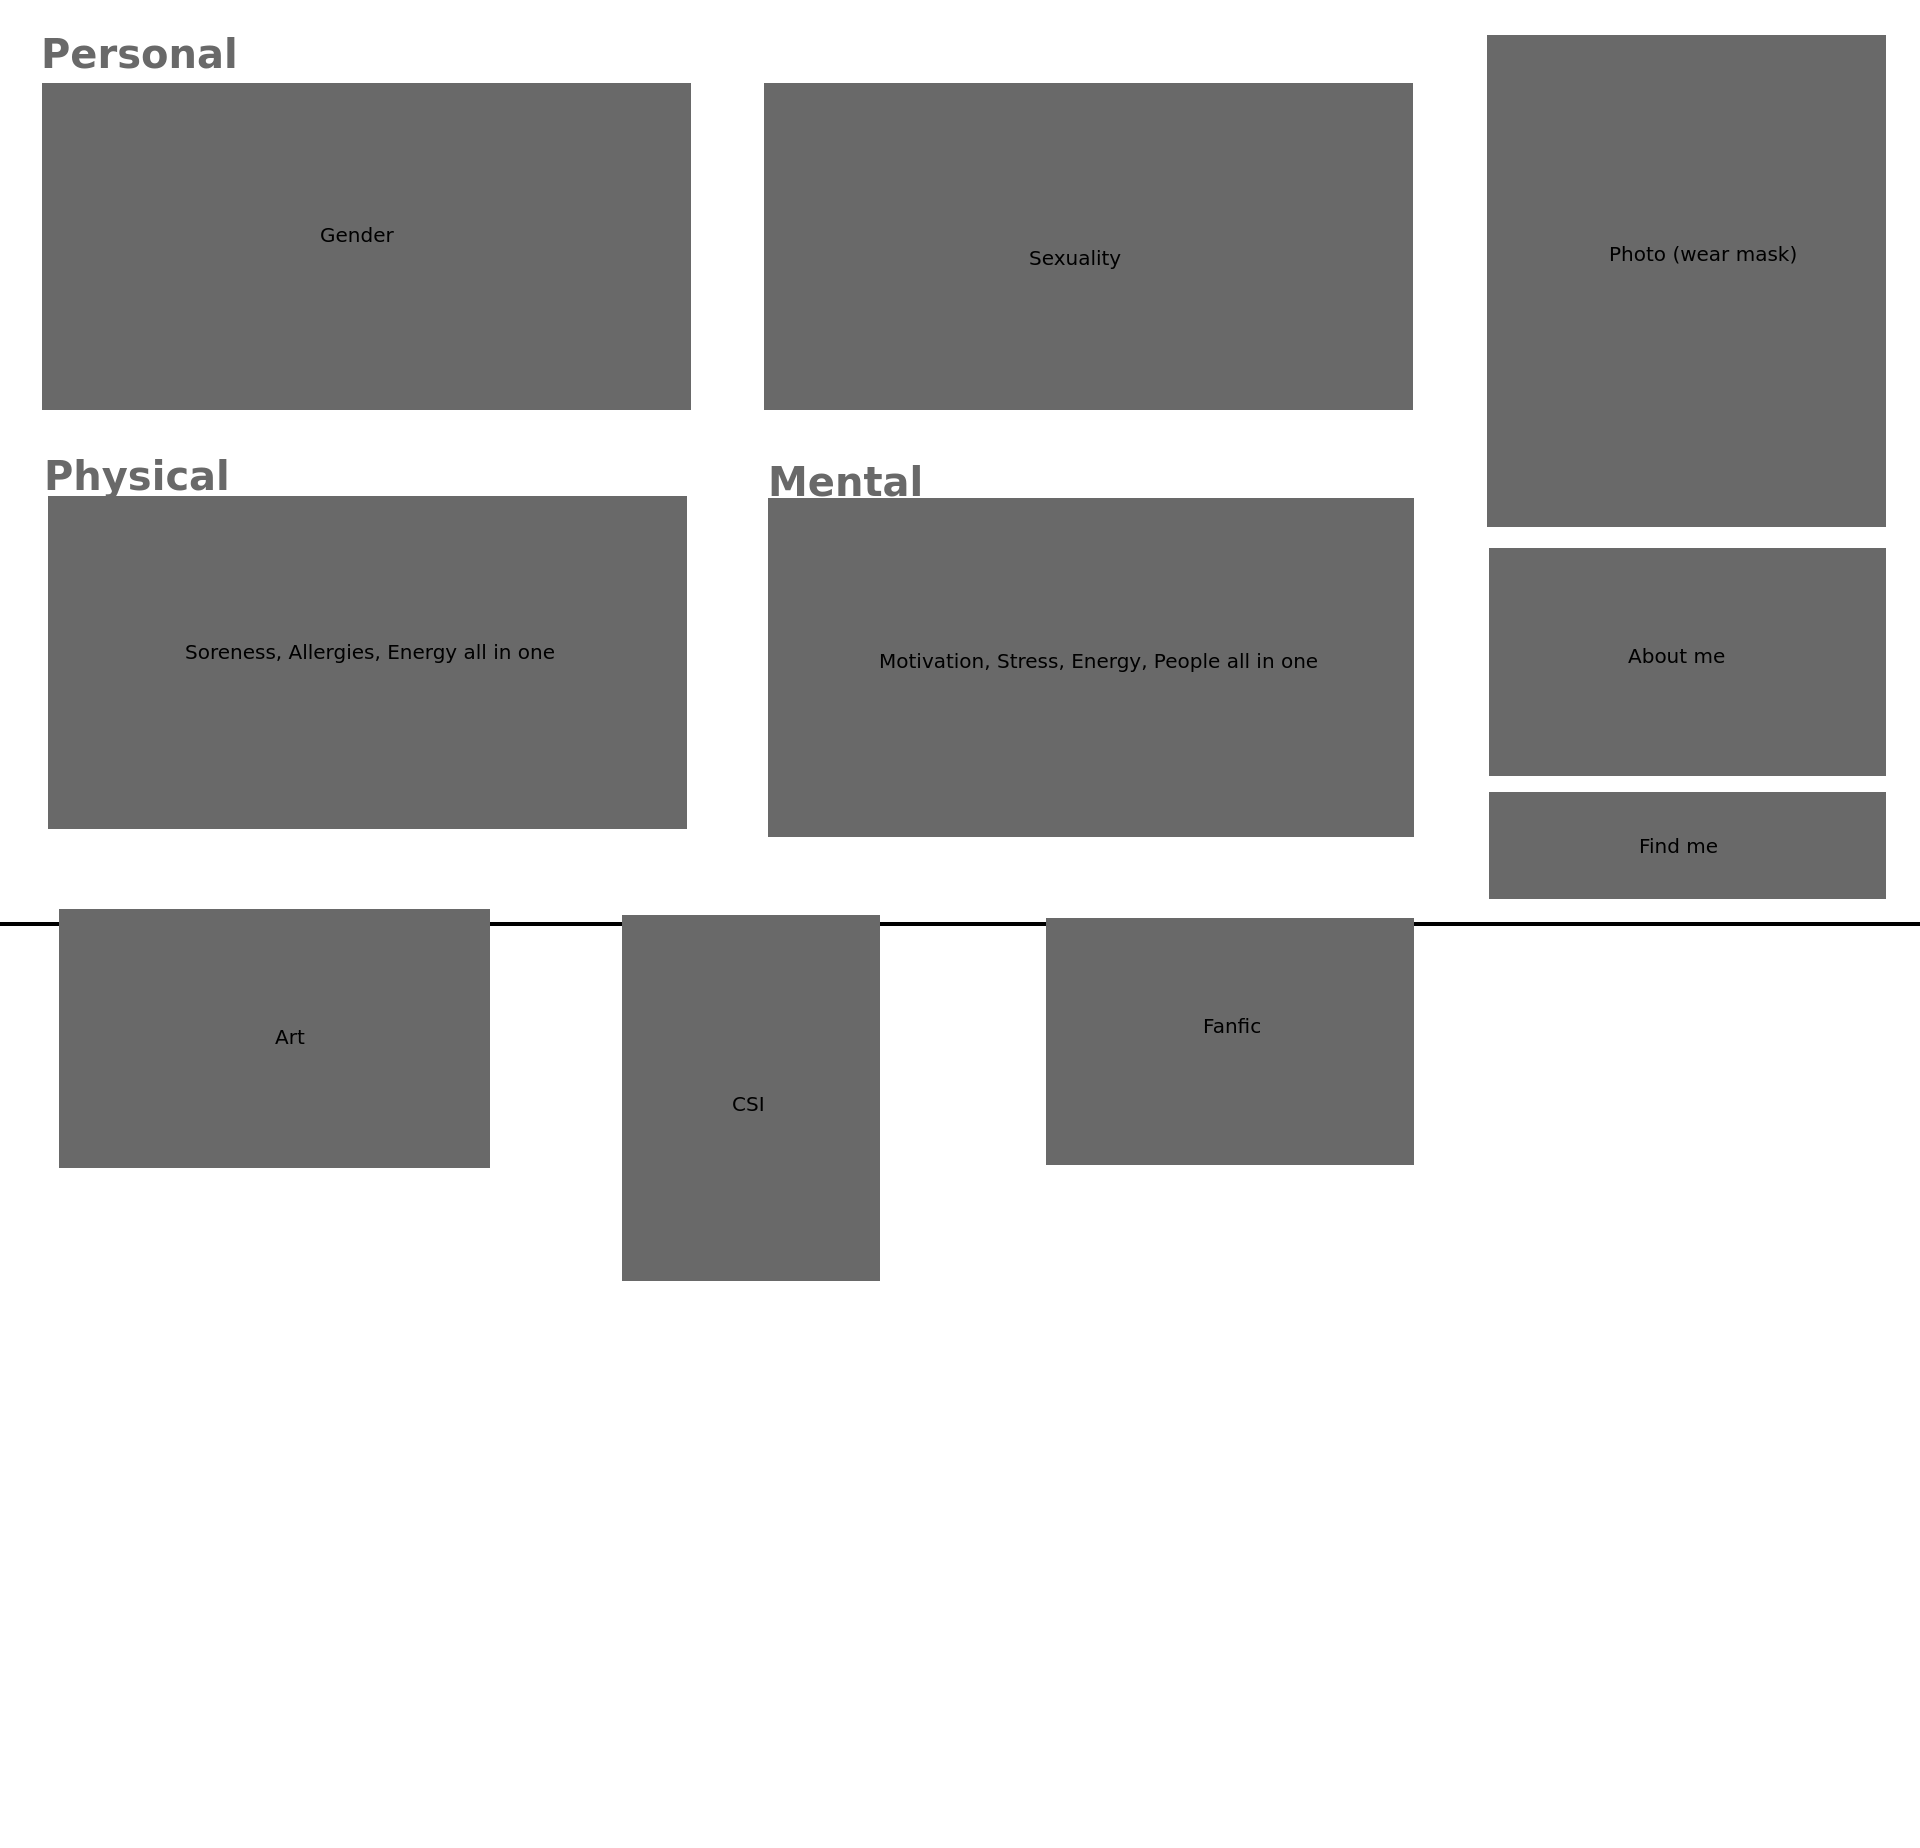 Personal
Gender
Sexuality
Photo (wear mask)
Physical
Mental
Soreness, Allergies, Energy all in one
Motivation, Stress, Energy, People all in one
About me
Find me
Art
CSI
Fanfic